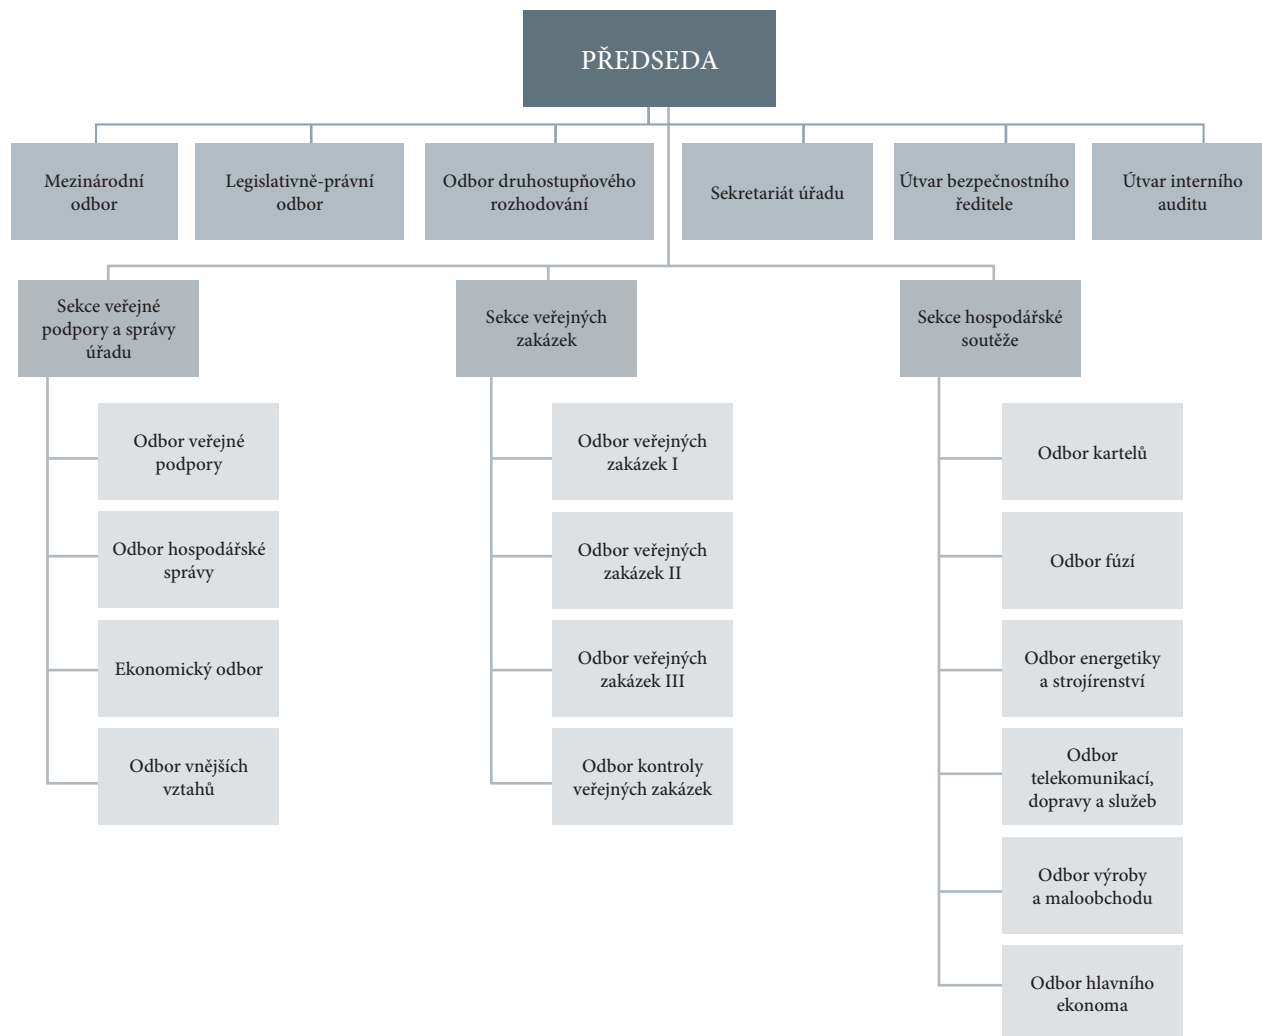 PŘEDSEDA
Mezinárodní
odbor
Legislativně-právní
odbor
Odbor druhostupňového
rozhodování
Sekretariát úřadu
Útvar bezpečnostního
ředitele
Útvar interního
auditu
Sekce veřejné
podpory a správy
úřadu
Sekce veřejných
zakázek
Sekce hospodářské
soutěže
Odbor veřejné
podpory
Odbor hospodářské
správy
Ekonomický odbor
Odbor vnějších
vztahů
Odbor veřejných
zakázek I
Odbor veřejných
zakázek II
Odbor veřejných
zakázek III
Odbor kontroly
veřejných zakázek
Odbor kartelů
Odbor fúzí
Odbor energetiky
a strojírenství
Odbor
telekomunikací,
dopravy a služeb
Odbor výroby
a maloobchodu
Odbor hlavního
ekonoma